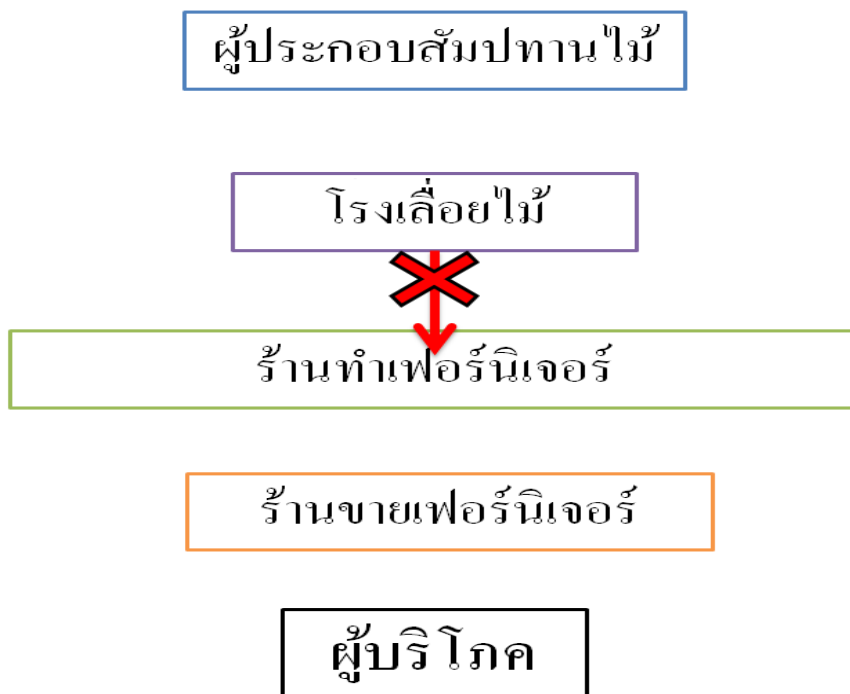 ผู้ประกอบสัมปทานไม้
โรงเลื่อยไม้
ร้านทำเฟอร์นิเจอร์
ร้านขายเฟอร์นิเจอร์
ผู้บริโภค